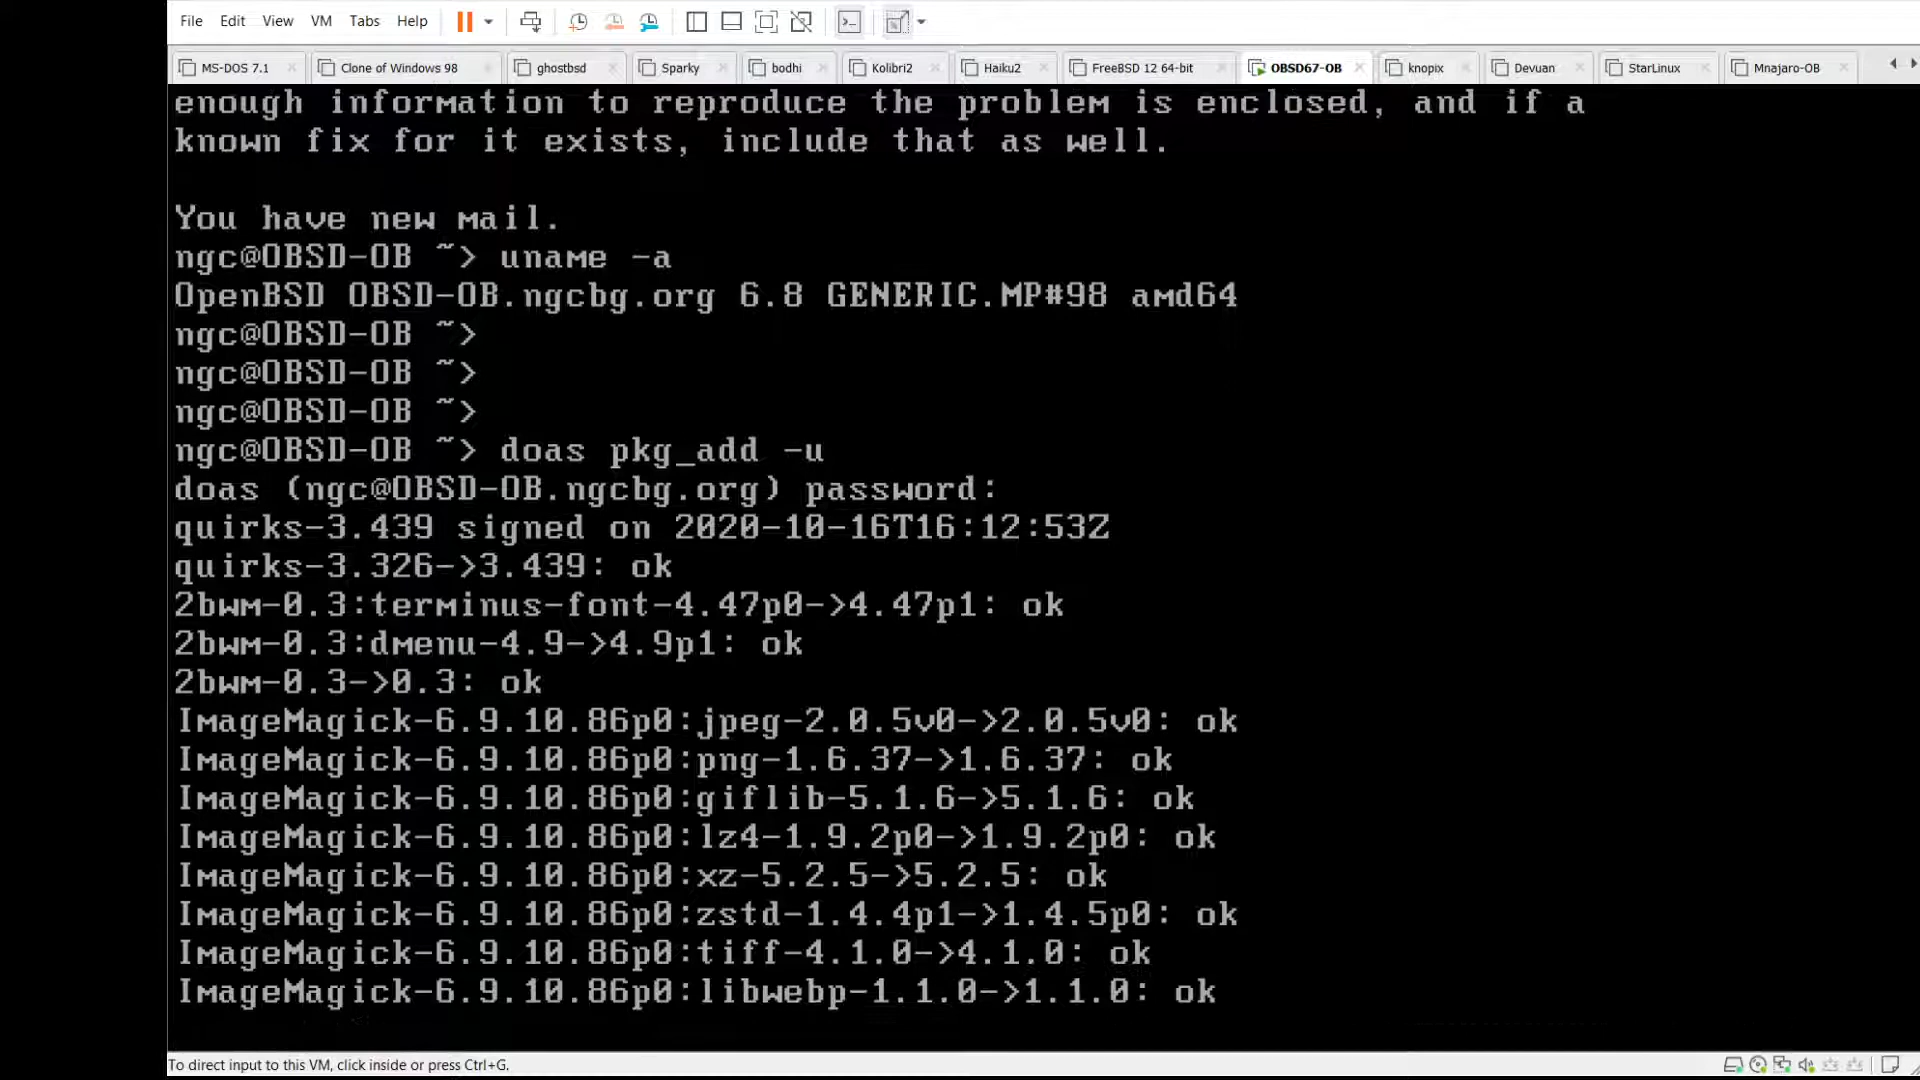 File Edit View VM Tabs Help
MS-DOS 7.1 Clone of Windows 98 ghostbsd Sparky bodhi Kolibri2 Haiku2 FreeBSD 12 64-bit OBSD67-OB knopix Devuan StarLinux Mnajaro-OB
enough information to reproduce the problem is enclosed, and if a
known fix for it exists, include that as well.
You have new mail.
ngc@OBSD-OB ~> uname -a
OpenBSD OBSD-OB.ngcbg.org 6.8 GENERIC.MP#98 amd64
ngc@OBSD-OB ~>
ngc@OBSD-OB ~>
ngc@OBSD-OB ~>
ngc@OBSD-OB ~> doas pkg_add -u
doas (ngc@OBSD-OB.ngcbg.org) password:
quirks-3.439 signed on 2020-10-16T16:12:53Z
quirks-3.326->3.439: ok
2bwm-0.3:terminus-font-4.47p0->4.47p1: ok
2bwm-0.3:dmenu-4.9->4.9p1: ok
2bwm-0.3->0.3: ok
ImageMagick-6.9.10.86p0:jpeg-2.0.5v0->2.0.5v0: ok
ImageMagick-6.9.10.86p0:png-1.6.37->1.6.37: ok
ImageMagick-6.9.10.86p0:giflib-5.1.6->5.1.6: ok
ImageMagick-6.9.10.86p0:lz4-1.9.2p0->1.9.2p0: ok
ImageMagick-6.9.10.86p0:xz-5.2.5->5.2.5: ok
ImageMagick-6.9.10.86p0:zstd-1.4.4p1->1.4.5p0: ok
ImageMagick-6.9.10.86p0:tiff-4.1.0->4.1.0: ok
ImageMagick-6.9.10.86p0:libwebp-1.1.0->1.1.0: ok
To direct input to this VM, click inside or press Ctrl+G.